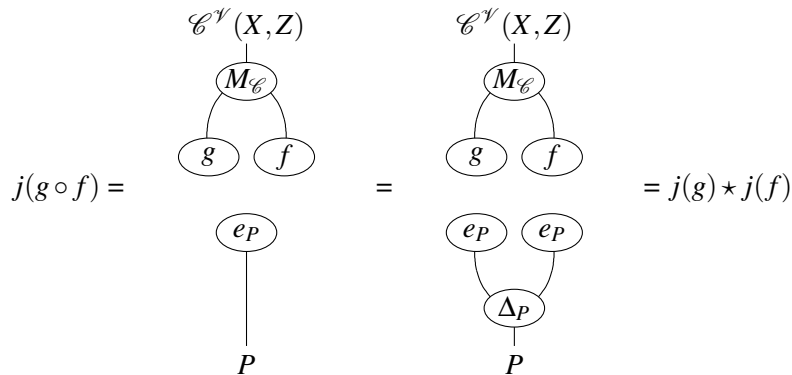 𝒞^𝒱(X,Z) 𝒞^𝒱(X,Z)
M_𝒞 M_𝒞
g f g f
j(g ∘ f) = = = j(g) ⋆ j(f)
e_P e_P e_P
Δ_P
P P